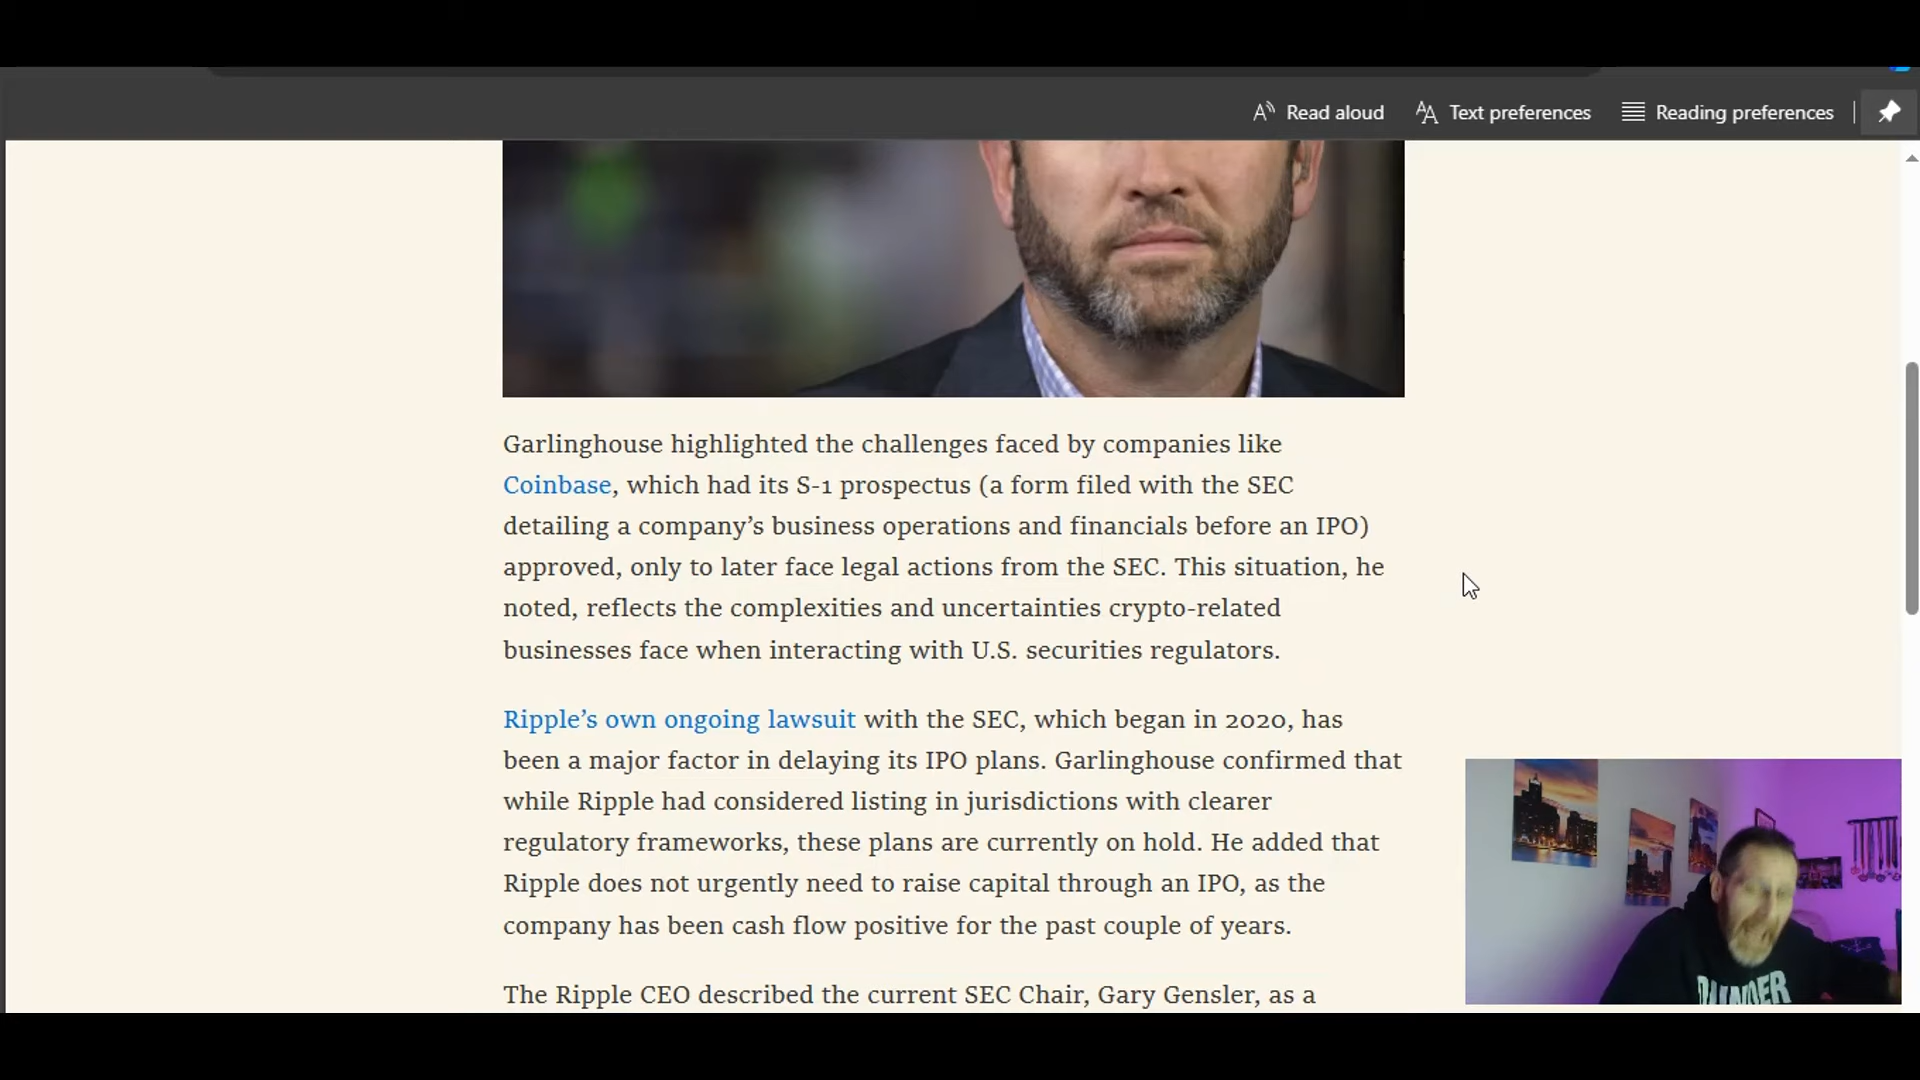 Read aloud
Text preferences
Reading preferences
Garlinghouse highlighted the challenges faced by companies like
Coinbase, which had its S-1 prospectus (a form filed with the SEC
detailing a company’s business operations and financials before an IPO)
approved, only to later face legal actions from the SEC. This situation, he
noted, reflects the complexities and uncertainties crypto-related
businesses face when interacting with U.S. securities regulators.
Ripple’s own ongoing lawsuit with the SEC, which began in 2020, has
been a major factor in delaying its IPO plans. Garlinghouse confirmed that
while Ripple had considered listing in jurisdictions with clearer
regulatory frameworks, these plans are currently on hold. He added that
Ripple does not urgently need to raise capital through an IPO, as the
company has been cash flow positive for the past couple of years.
The Ripple CEO described the current SEC Chair, Gary Gensler, as a